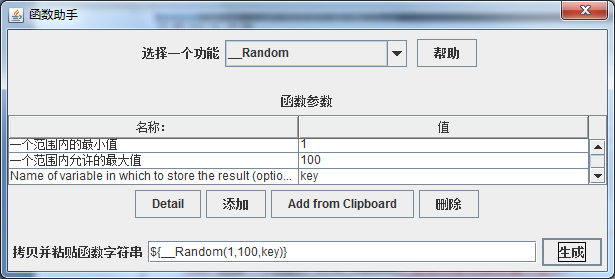 函数助手
选择一个功能 __Random 帮助
函数参数
名称: 值
一个范围内的最小值 1
一个范围内允许的最大值 100
Name of variable in which to store the result (optio... key
Detail 添加 Add from Clipboard 删除
拷贝并粘贴函数字符串 ${__Random(1,100,key)} 生成